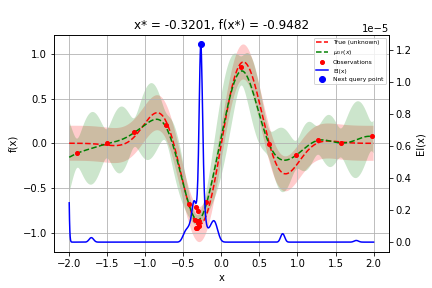 x* = -0.3201, f(x*) = -0.9482
1e−5
True (unknown)
μ_GP(x)
Observations
EI(x)
Next query point
1.0
0.5
0.0
−0.5
−1.0
f(x)
1.2
1.0
0.8
0.6
0.4
0.2
0.0
EI(x)
−2.0 −1.5 −1.0 −0.5 0.0 0.5 1.0 1.5 2.0
x